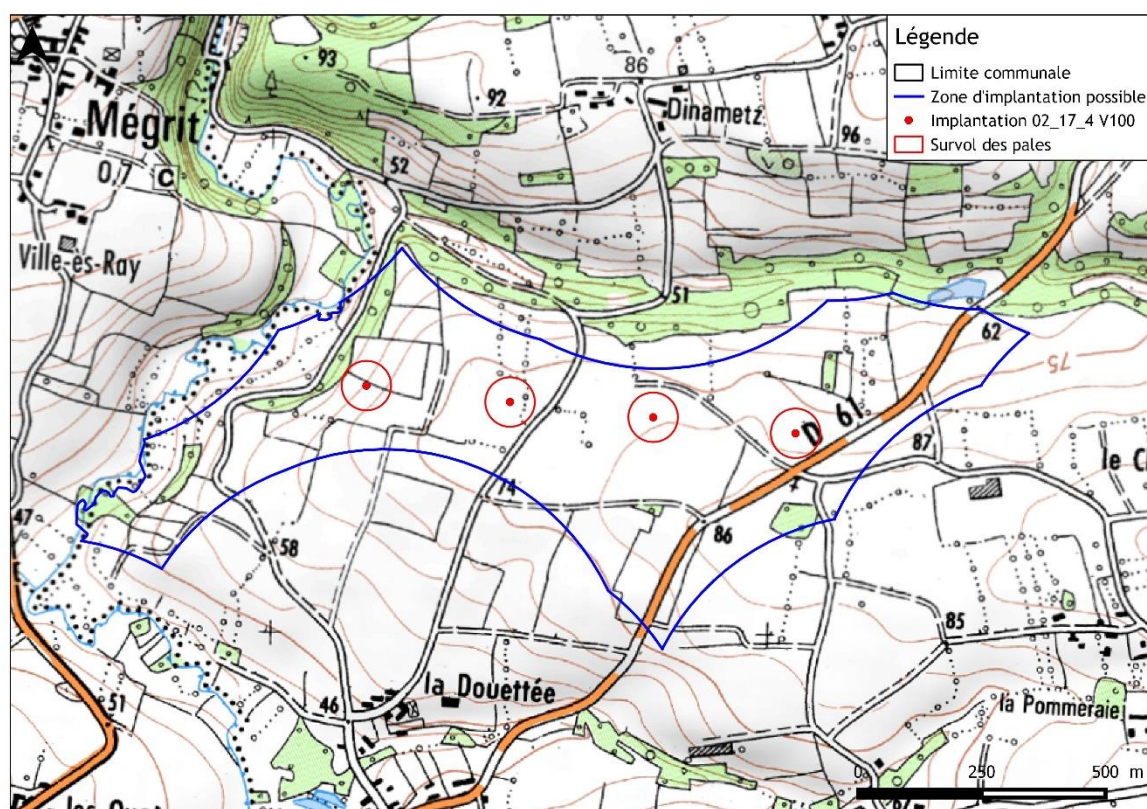 Légende
Limite communale
Zone d'implantation possible
Implantation 02_17_4 V100
Survol des pales
93
86
92
Dinametz
96
Mégrit
52
0,7
C
Ville-ès-Ray
51
62
75
D 61
87
le C
47
74
86
58
85
la Douettée
46
51
la Pommeraie
0 250 500 m